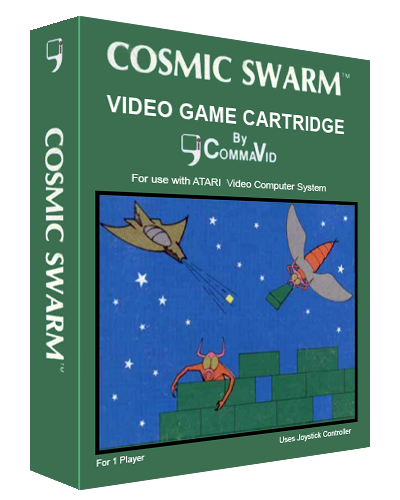 COSMIC SWARM™
COSMIC SWARM™
VIDEO GAME CARTRIDGE
By
COMMAVID
For use with ATARI Video Computer System
For 1 Player
Uses Joystick Controller